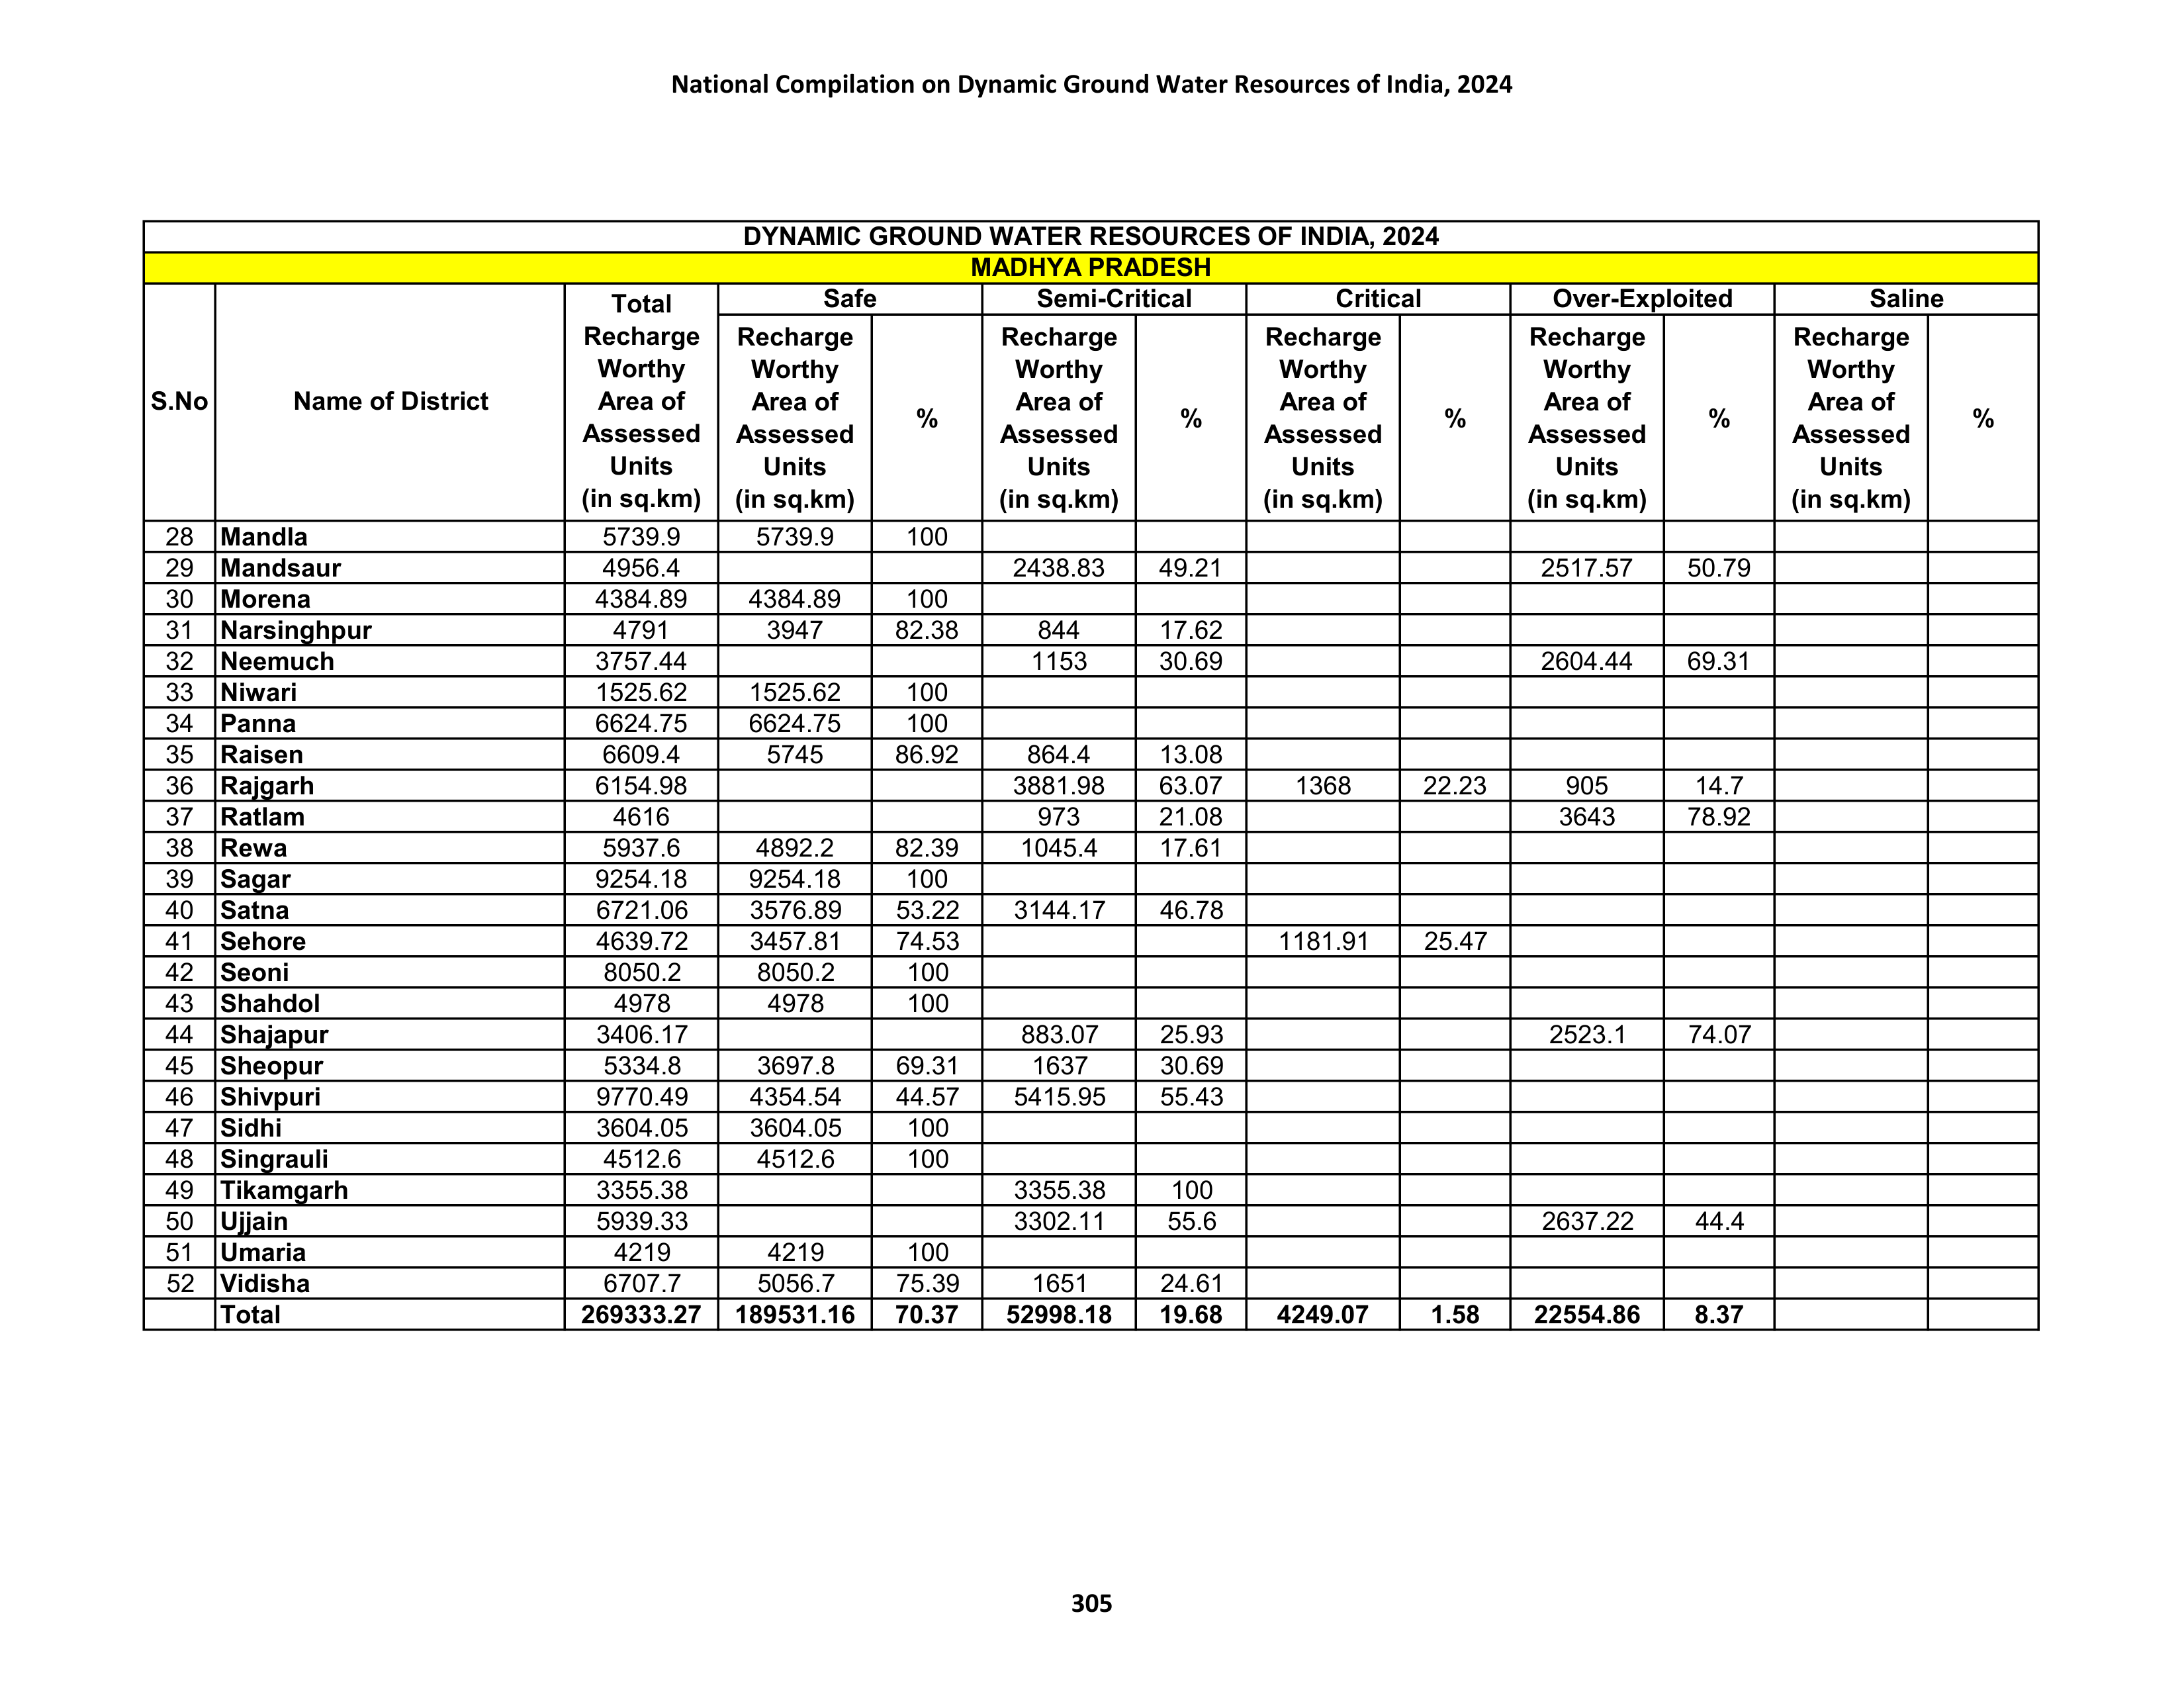 National Compilation on Dynamic Ground Water Resources of India, 2024
DYNAMIC GROUND WATER RESOURCES OF INDIA, 2024
MADHYA PRADESH
S.No Name of District Total Recharge Worthy Area of Assessed Units (in sq.km) Safe Semi-Critical Critical Over-Exploited Saline
Recharge Worthy Area of Assessed Units (in sq.km) % Recharge Worthy Area of Assessed Units (in sq.km) % Recharge Worthy Area of Assessed Units (in sq.km) % Recharge Worthy Area of Assessed Units (in sq.km) % Recharge Worthy Area of Assessed Units (in sq.km) %
28 Mandla 5739.9 5739.9 100
29 Mandsaur 4956.4 2438.83 49.21 2517.57 50.79
30 Morena 4384.89 4384.89 100
31 Narsinghpur 4791 3947 82.38 844 17.62
32 Neemuch 3757.44 1153 30.69 2604.44 69.31
33 Niwari 1525.62 1525.62 100
34 Panna 6624.75 6624.75 100
35 Raisen 6609.4 5745 86.92 864.4 13.08
36 Rajgarh 6154.98 3881.98 63.07 1368 22.23 905 14.7
37 Ratlam 4616 973 21.08 3643 78.92
38 Rewa 5937.6 4892.2 82.39 1045.4 17.61
39 Sagar 9254.18 9254.18 100
40 Satna 6721.06 3576.89 53.22 3144.17 46.78
41 Sehore 4639.72 3457.81 74.53 1181.91 25.47
42 Seoni 8050.2 8050.2 100
43 Shahdol 4978 4978 100
44 Shajapur 3406.17 883.07 25.93 2523.1 74.07
45 Sheopur 5334.8 3697.8 69.31 1637 30.69
46 Shivpuri 9770.49 4354.54 44.57 5415.95 55.43
47 Sidhi 3604.05 3604.05 100
48 Singrauli 4512.6 4512.6 100
49 Tikamgarh 3355.38 3355.38 100
50 Ujjain 5939.33 3302.11 55.6 2637.22 44.4
51 Umaria 4219 4219 100
52 Vidisha 6707.7 5056.7 75.39 1651 24.61
Total 269333.27 189531.16 70.37 52998.18 19.68 4249.07 1.58 22554.86 8.37
305